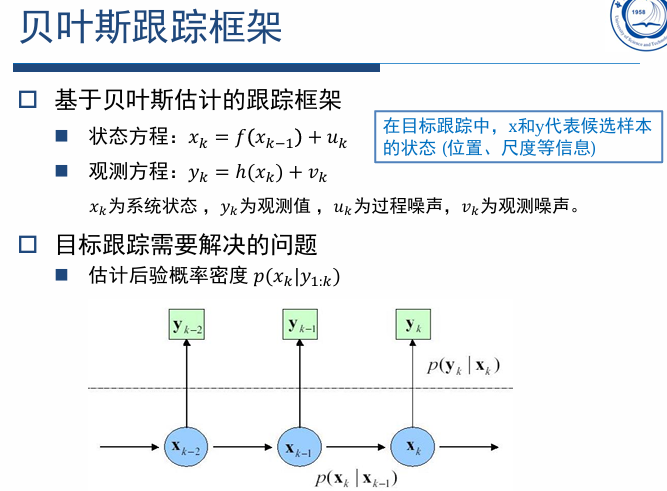 贝叶斯跟踪框架
1958
基于贝叶斯估计的跟踪框架
状态方程：$x_k = f(x_{k-1}) + u_k$
观测方程：$y_k = h(x_k) + v_k$
在目标跟踪中，x和y代表候选样本
的状态 (位置、尺度等信息)
$x_k$为系统状态 ，$y_k$为观测值 ，$u_k$为过程噪声，$v_k$为观测噪声。
目标跟踪需要解决的问题
估计后验概率密度 $p(x_k|y_{1:k})$
$\mathbf{y}_{k-2}$ $\mathbf{y}_{k-1}$ $\mathbf{y}_k$
$p(\mathbf{y}_k \mid \mathbf{x}_k)$
$\mathbf{x}_{k-2}$ $\mathbf{x}_{k-1}$ $\mathbf{x}_k$
$p(\mathbf{x}_k \mid \mathbf{x}_{k-1})$